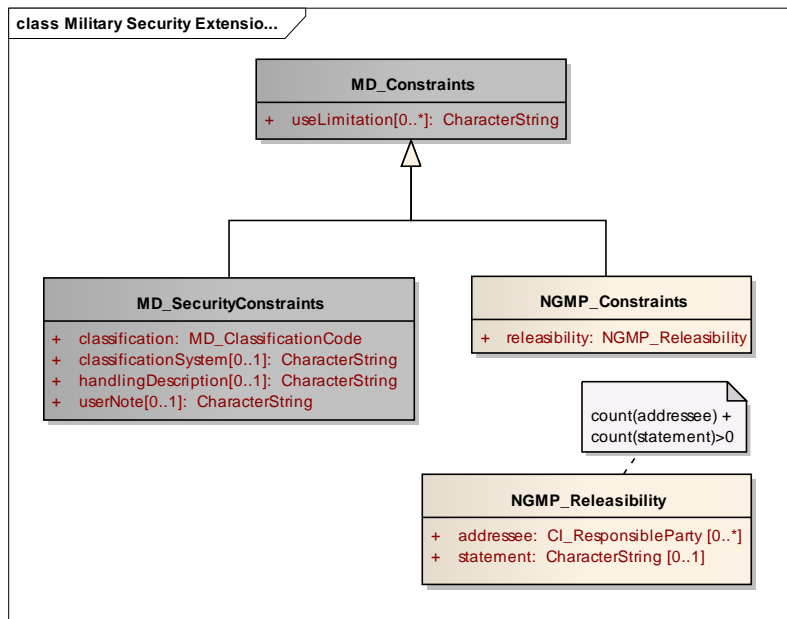 class Military Security Extensio...
MD_Constraints
+ useLimitation[0..*]: CharacterString
MD_SecurityConstraints
+ classification: MD_ClassificationCode
+ classificationSystem[0..1]: CharacterString
+ handlingDescription[0..1]: CharacterString
+ userNote[0..1]: CharacterString
NGMP_Constraints
+ releasibility: NGMP_Releasibility
count(addressee) +
count(statement)>0
NGMP_Releasibility
+ addressee: CI_ResponsibleParty [0..*]
+ statement: CharacterString [0..1]